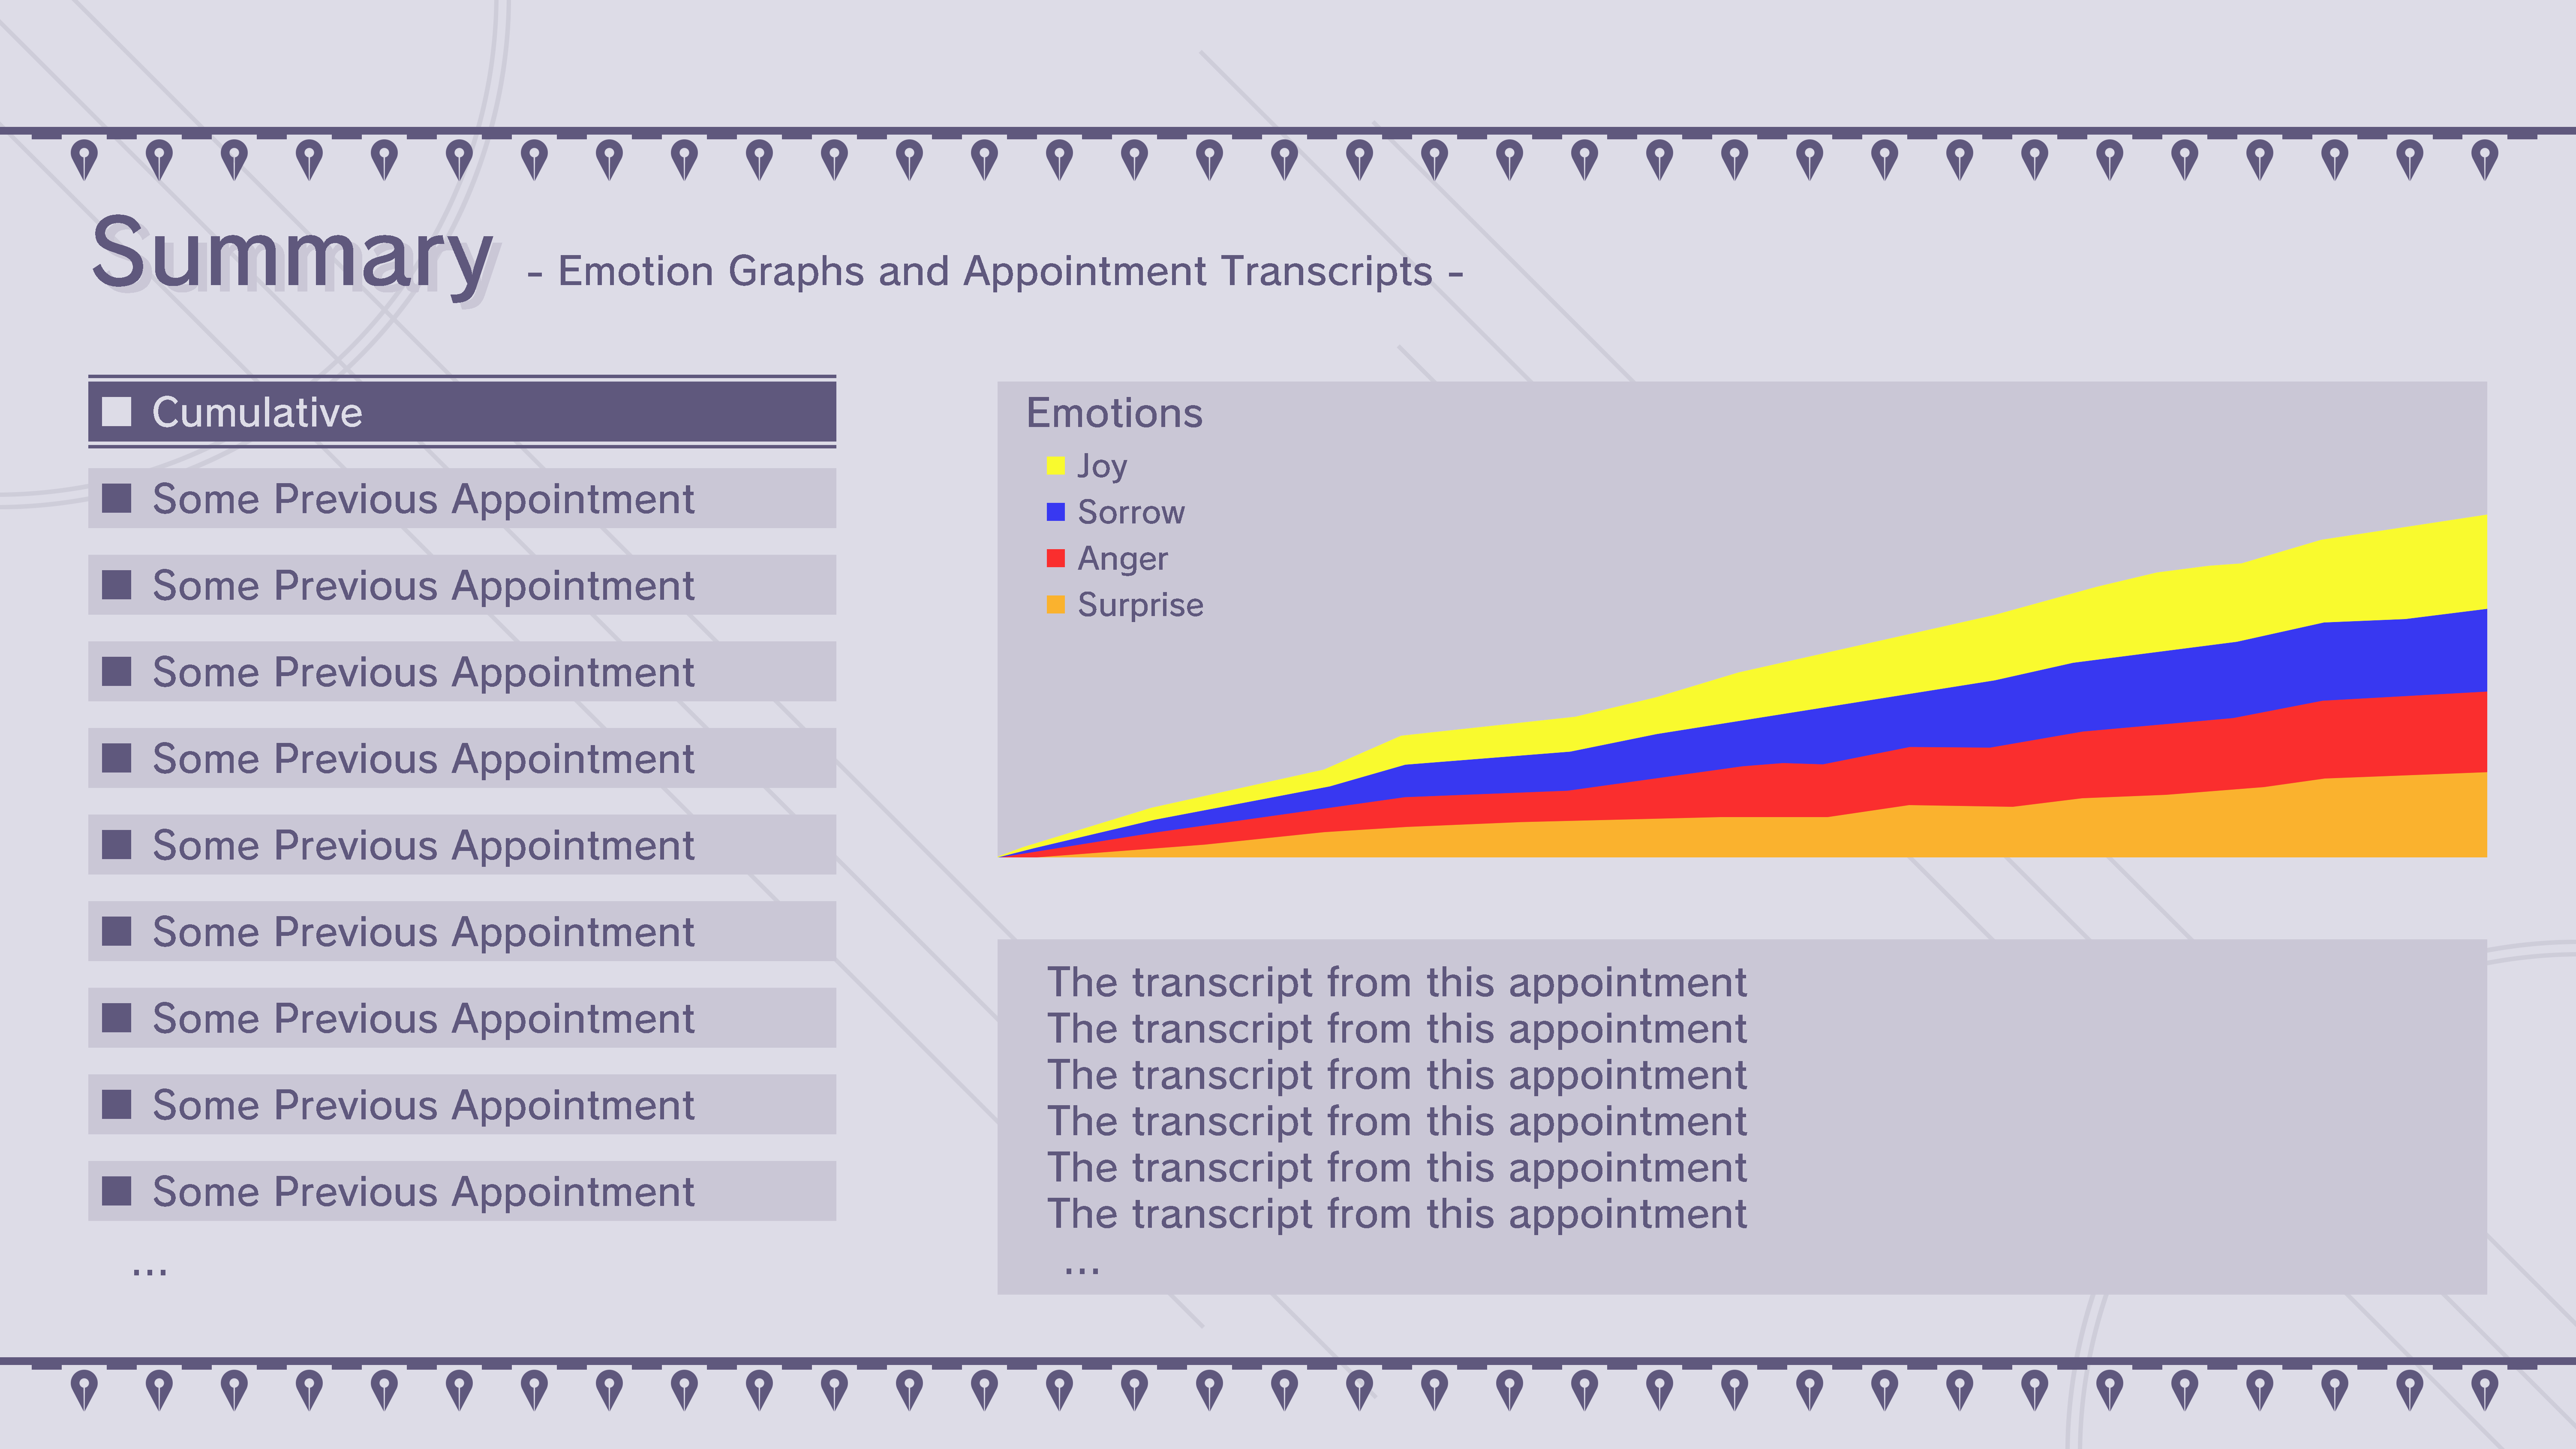 Summary - Emotion Graphs and Appointment Transcripts -
Cumulative
Some Previous Appointment
Some Previous Appointment
Some Previous Appointment
Some Previous Appointment
Some Previous Appointment
Some Previous Appointment
Some Previous Appointment
Some Previous Appointment
Some Previous Appointment
...
Emotions
Joy
Sorrow
Anger
Surprise
The transcript from this appointment
The transcript from this appointment
The transcript from this appointment
The transcript from this appointment
The transcript from this appointment
The transcript from this appointment
...